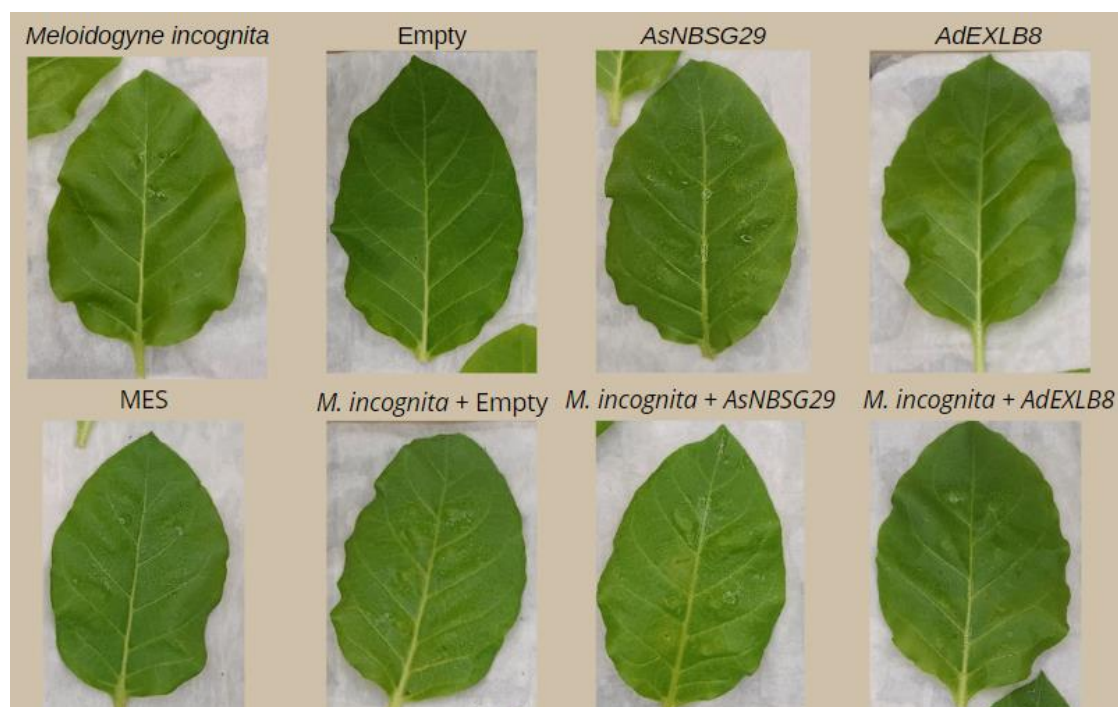 Meloidogyne incognita
Empty
AsNBSG29
AdEXLB8
MES
M. incognita + Empty
M. incognita + AsNBSG29
M. incognita + AdEXLB8